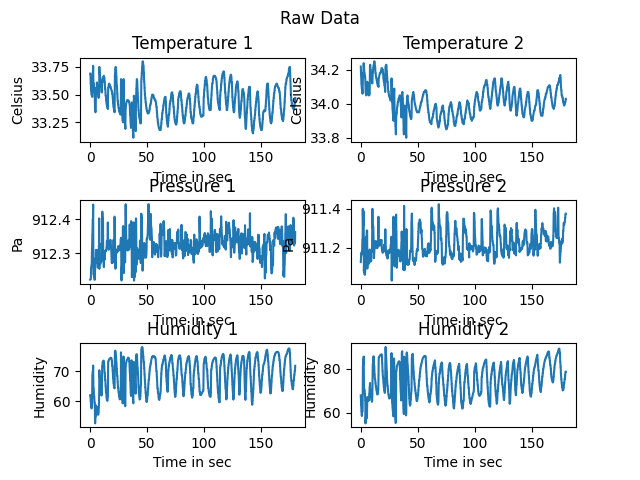 Raw Data
Temperature 1
Temperature 2
33.75
33.50
33.25
Celsius
0 50 100 150
Time in sec
34.2
34.0
33.8
Celsius
0 50 100 150
Time in sec
Pressure 1
Pressure 2
912.4
912.3
Pa
0 50 100 150
Time in sec
911.4
911.2
Pa
0 50 100 150
Time in sec
Humidity 1
Humidity 2
70
60
Humidity
0 50 100 150
Time in sec
80
60
Humidity
0 50 100 150
Time in sec